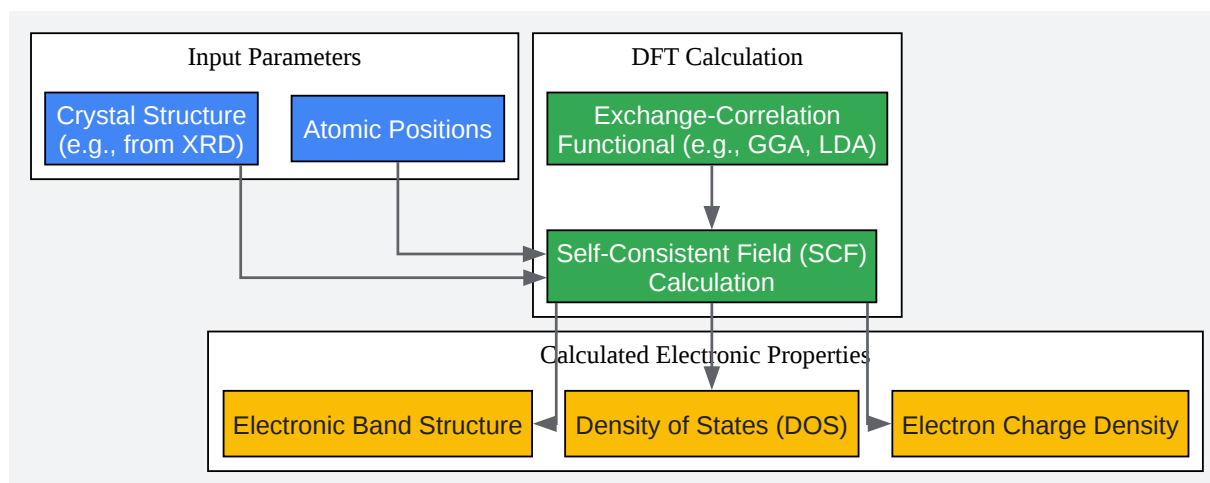 Input Parameters
Crystal Structure
(e.g., from XRD)
Atomic Positions
DFT Calculation
Exchange-Correlation
Functional (e.g., GGA, LDA)
Self-Consistent Field (SCF)
Calculation
Calculated Electronic Properties
Electronic Band Structure
Density of States (DOS)
Electron Charge Density